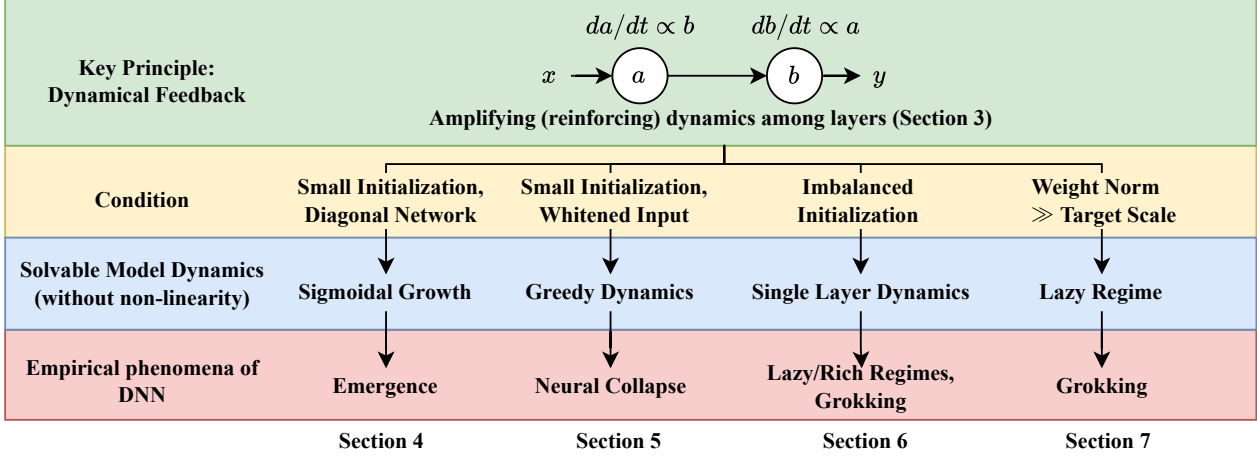 da/dt ∝ b
db/dt ∝ a
Key Principle:
Dynamical Feedback
x
a
b
y
Amplifying (reinforcing) dynamics among layers (Section 3)
Condition
Small Initialization,
Diagonal Network
Small Initialization,
Whitened Input
Imbalanced
Initialization
Weight Norm
≫ Target Scale
Solvable Model Dynamics
(without non-linearity)
Sigmoidal Growth
Greedy Dynamics
Single Layer Dynamics
Lazy Regime
Empirical phenomena of
DNN
Emergence
Neural Collapse
Lazy/Rich Regimes,
Grokking
Grokking
Section 4
Section 5
Section 6
Section 7